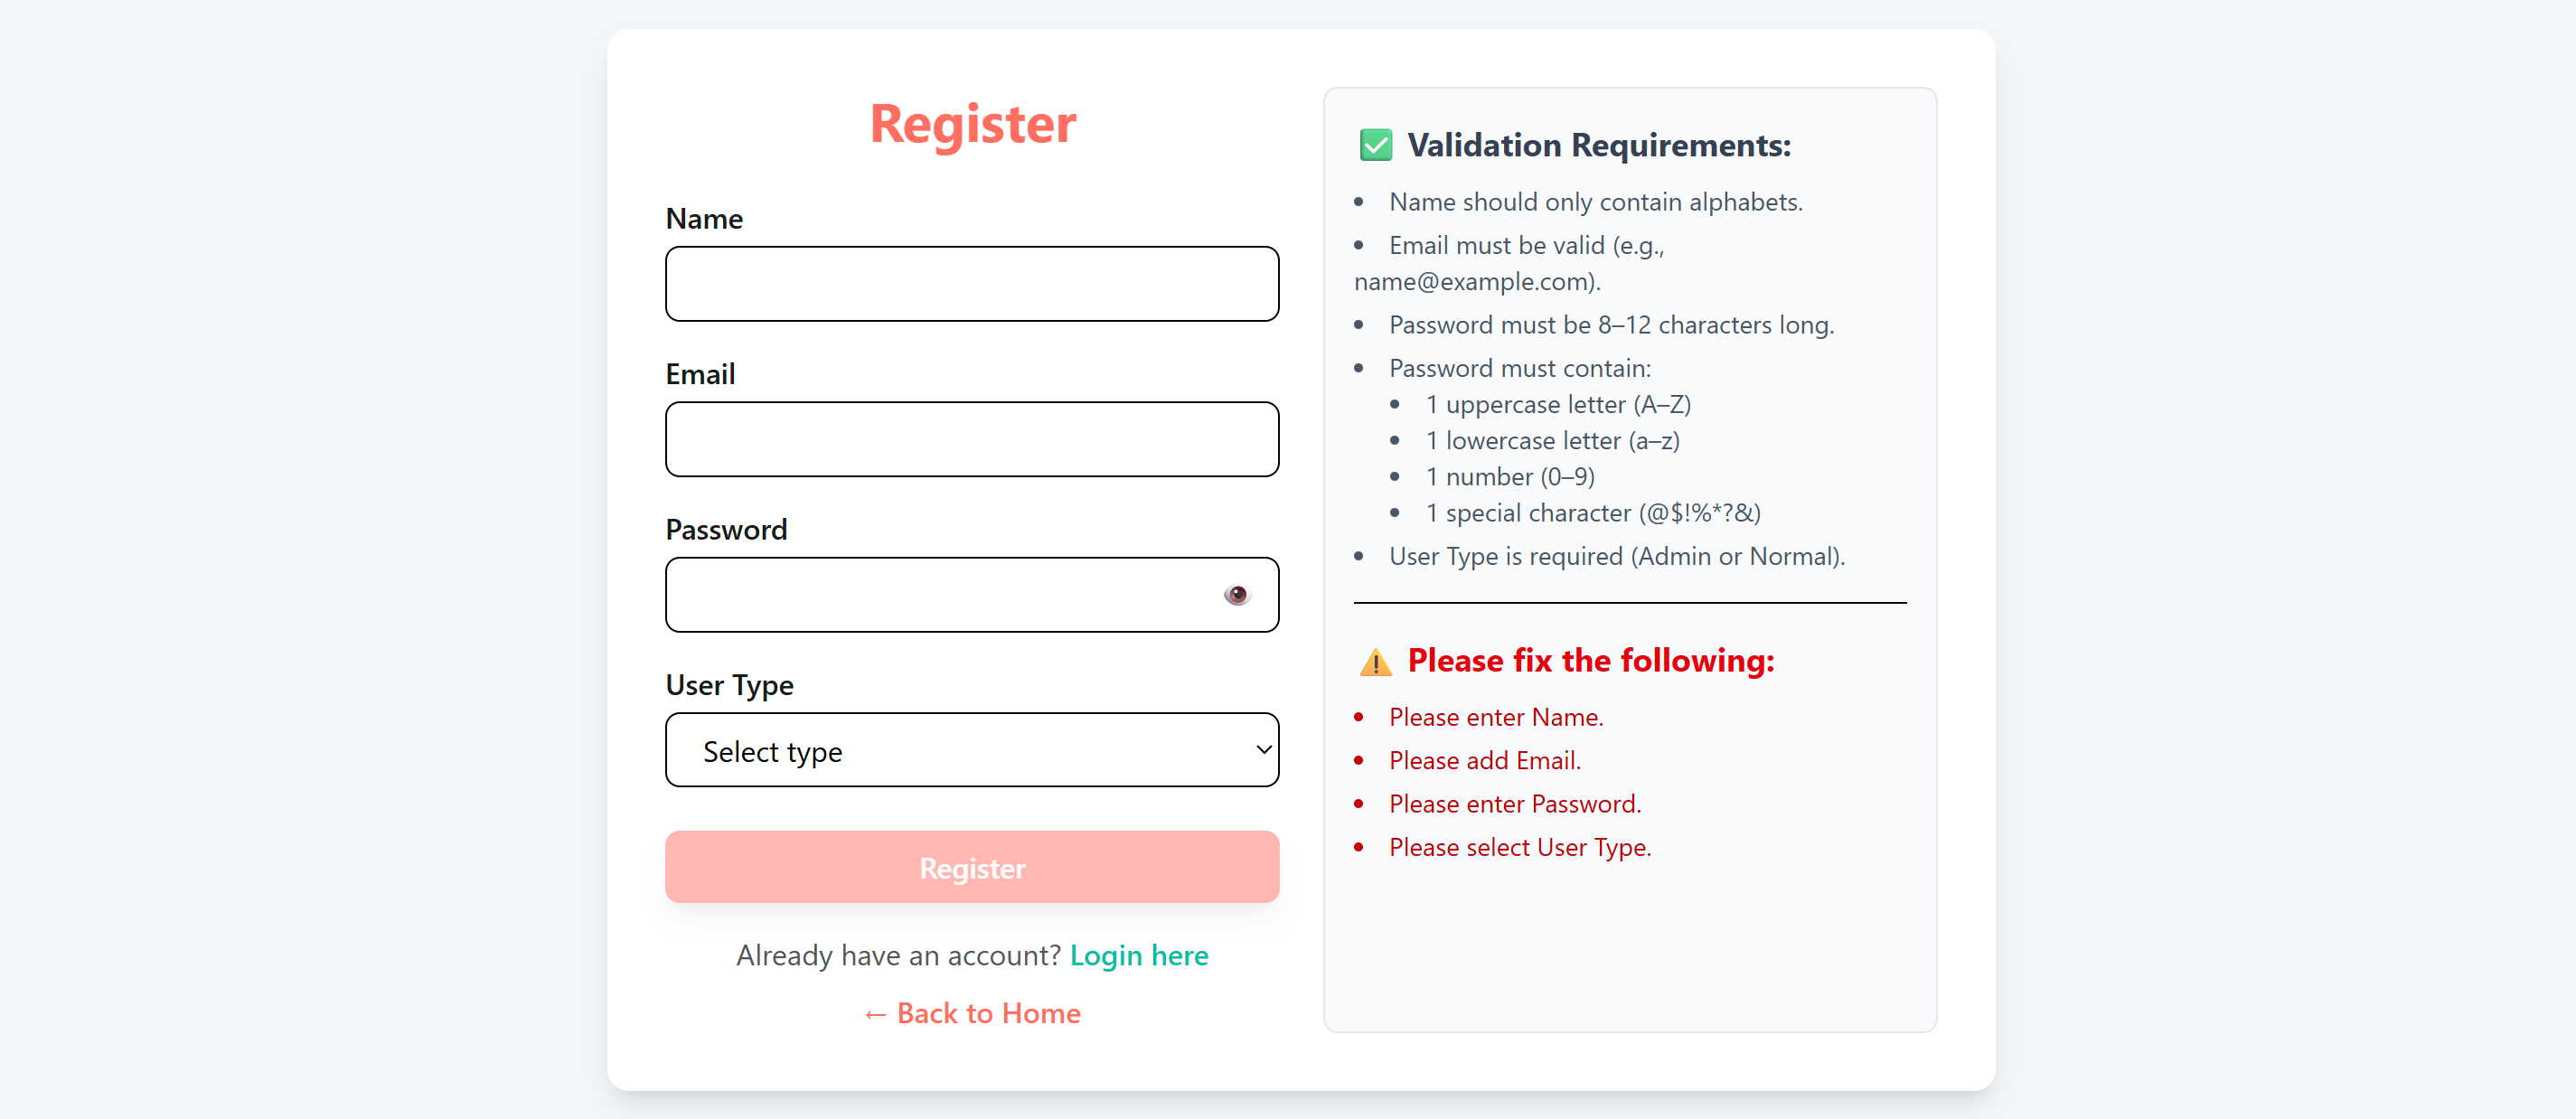 Register
Name
Email
Password
User Type
Select type
Register
Already have an account? Login here
← Back to Home
Validation Requirements:
• Name should only contain alphabets.
• Email must be valid (e.g.,
name@example.com).
• Password must be 8–12 characters long.
• Password must contain:
• 1 uppercase letter (A–Z)
• 1 lowercase letter (a–z)
• 1 number (0–9)
• 1 special character (@$!%*?&)
• User Type is required (Admin or Normal).
Please fix the following:
• Please enter Name.
• Please add Email.
• Please enter Password.
• Please select User Type.